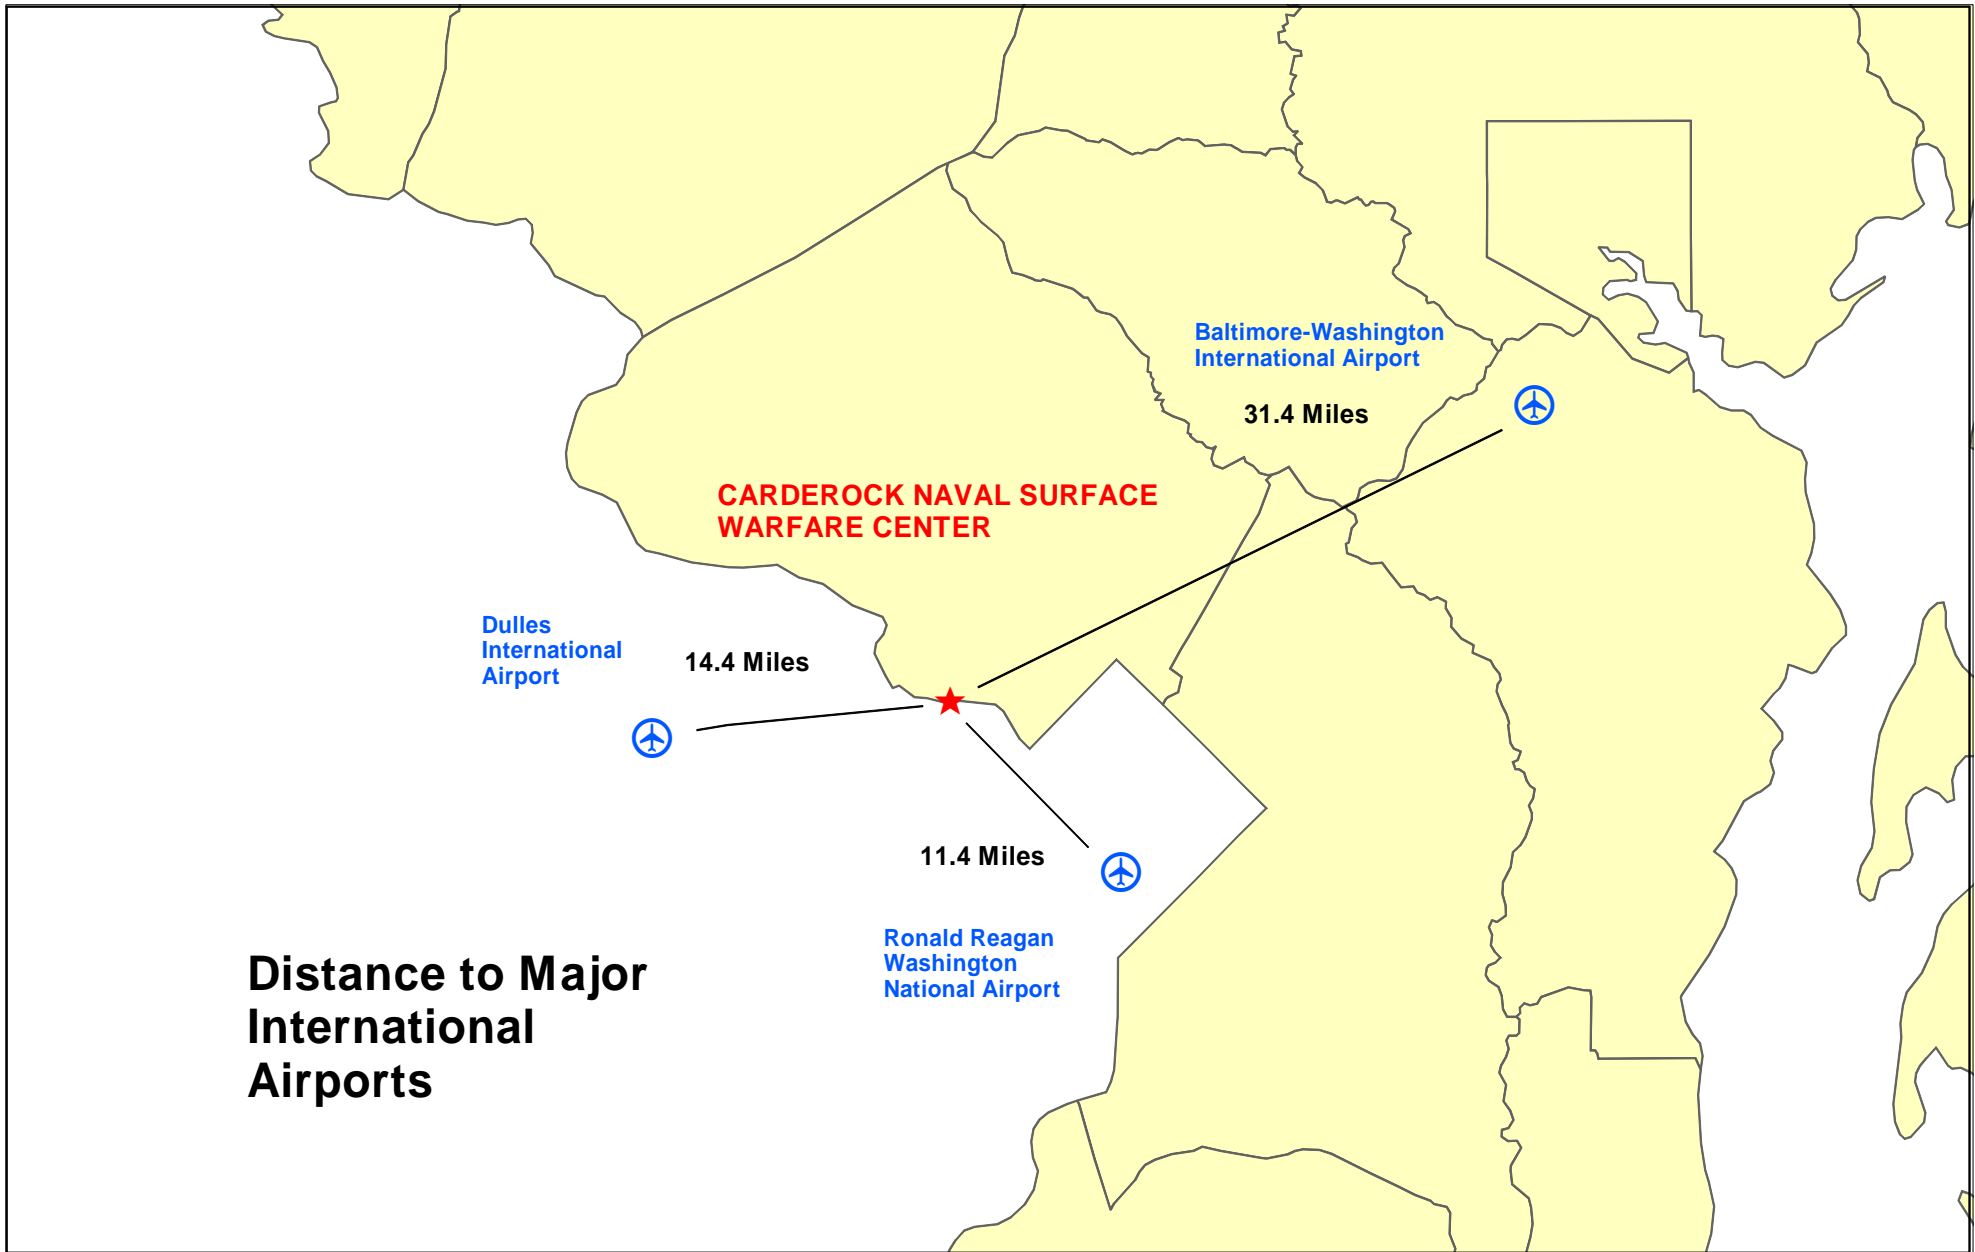 Baltimore-Washington
International Airport
31.4 Miles
CARDEROCK NAVAL SURFACE
WARFARE CENTER
Dulles
International
Airport
14.4 Miles
11.4 Miles
Ronald Reagan
Washington
National Airport
Distance to Major
International
Airports